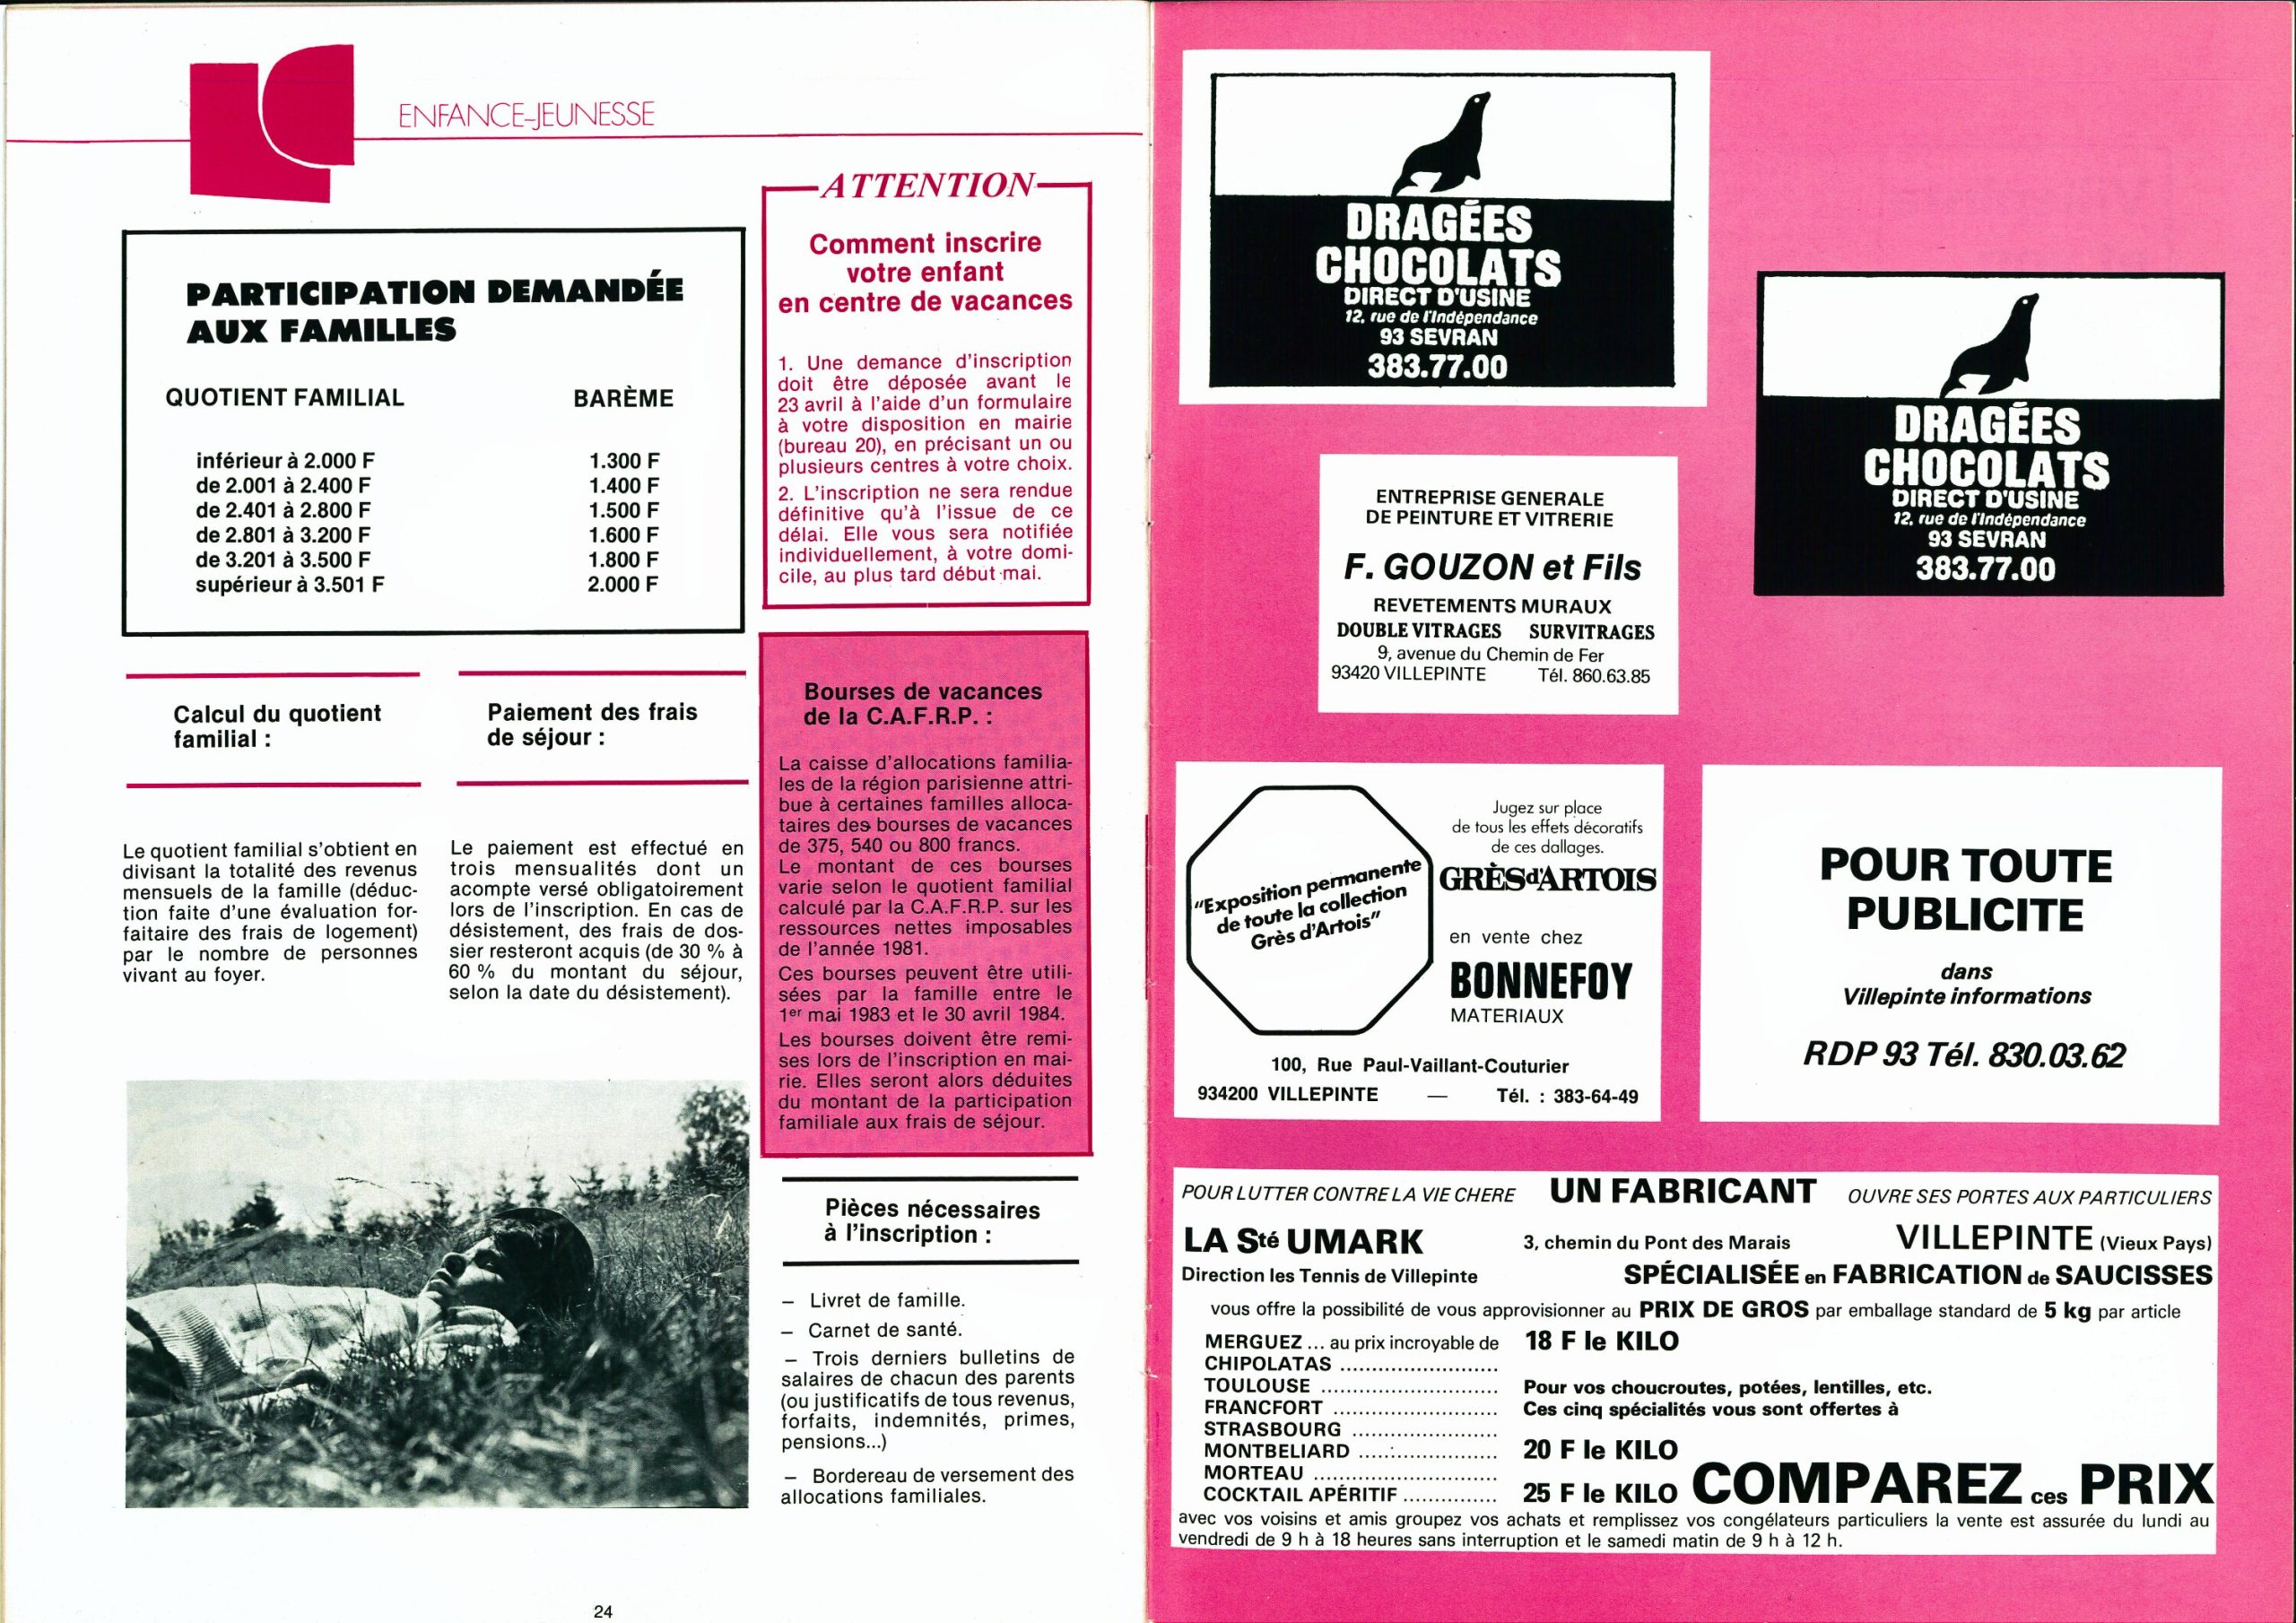 ENFANCE-JEUNESSE
PARTICIPATION DEMANDÉE
AUX FAMILLES
QUOTIENT FAMILIAL BARÈME
inférieur à 2.000 F 1.300 F
de 2.001 à 2.400 F 1.400 F
de 2.401 à 2.800 F 1.500 F
de 2.801 à 3.200 F 1.600 F
de 3.201 à 3.500 F 1.800 F
supérieur à 3.501 F 2.000 F
Calcul du quotient
familial :
Le quotient familial s'obtient en
divisant la totalité des revenus
mensuels de la famille (déduc-
tion faite d'une évaluation for-
faitaire des frais de logement)
par le nombre de personnes
vivant au foyer.
Paiement des frais
de séjour :
Le paiement est effectué en
trois mensualités dont un
acompte versé obligatoirement
lors de l'inscription. En cas de
désistement, des frais de dos-
sier resteront acquis (de 30 % à
60 % du montant du séjour,
selon la date du désistement).
ATTENTION
Comment inscrire
votre enfant
en centre de vacances
1. Une demance d'inscription
doit être déposée avant le
23 avril à l'aide d'un formulaire
à votre disposition en mairie
(bureau 20), en précisant un ou
plusieurs centres à votre choix.
2. L'inscription ne sera rendue
définitive qu'à l'issue de ce
délai. Elle vous sera notifiée
individuellement, à votre domi-
cile, au plus tard début mai.
Bourses de vacances
de la C.A.F.R.P. :
La caisse d'allocations familia-
les de la région parisienne attri-
bue à certaines familles alloca-
taires des bourses de vacances
de 375, 540 ou 800 francs.
Le montant de ces bourses
varie selon le quotient familial
calculé par la C.A.F.R.P. sur les
ressources nettes imposables
de l'année 1981.
Ces bourses peuvent être utili-
sées par la famille entre le
1er mai 1983 et le 30 avril 1984.
Les bourses doivent être remi-
ses lors de l'inscription en mai-
rie. Elles seront alors déduites
du montant de la participation
familiale aux frais de séjour.
Pièces nécessaires
à l'inscription :
– Livret de famille.
– Carnet de santé.
– Trois derniers bulletins de
salaires de chacun des parents
(ou justificatifs de tous revenus,
forfaits, indemnités, primes,
pensions...)
– Bordereau de versement des
allocations familiales.
24
DRAGÉES
CHOCOLATS
DIRECT D'USINE
12, rue de l'Indépendance
93 SEVRAN
383.77.00
DRAGÉES
CHOCOLATS
DIRECT D'USINE
12, rue de l'Indépendance
93 SEVRAN
383.77.00
ENTREPRISE GENERALE
DE PEINTURE ET VITRERIE
F. GOUZON et Fils
REVETEMENTS MURAUX
DOUBLE VITRAGES SURVITRAGES
9, avenue du Chemin de Fer
93420 VILLEPINTE Tél. 860.63.85
"Exposition permanente
de toute la collection
Grès d'Artois"
Jugez sur place
de tous les effets décoratifs
de ces dallages.
GRÈS d'ARTOIS
en vente chez
BONNEFOY
MATERIAUX
100, Rue Paul-Vaillant-Couturier
934200 VILLEPINTE — Tél. : 383-64-49
POUR TOUTE
PUBLICITE
dans
Villepinte informations
RDP 93 Tél. 830.03.62
POUR LUTTER CONTRE LA VIE CHERE UN FABRICANT OUVRE SES PORTES AUX PARTICULIERS
LA Sté UMARK 3, chemin du Pont des Marais VILLEPINTE (Vieux Pays)
Direction les Tennis de Villepinte SPÉCIALISÉE en FABRICATION de SAUCISSES
vous offre la possibilité de vous approvisionner au PRIX DE GROS par emballage standard de 5 kg par article
MERGUEZ ... au prix incroyable de 18 F le KILO
CHIPOLATAS ..........................
TOULOUSE ............................. Pour vos choucroutes, potées, lentilles, etc.
FRANCFORT ........................... Ces cinq spécialités vous sont offertes à
STRASBOURG ........................
MONTBELIARD ....................... 20 F le KILO
MORTEAU ..............................
COCKTAIL APÉRITIF ............... 25 F le KILO COMPAREZ ces PRIX
avec vos voisins et amis groupez vos achats et remplissez vos congélateurs particuliers la vente est assurée du lundi au
vendredi de 9 h à 18 heures sans interruption et le samedi matin de 9 h à 12 h.